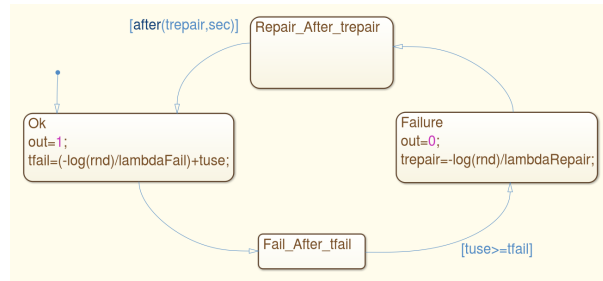 [after(trepair,sec)]
Repair_After_trepair
Ok
out=1;
tfail=(-log(rnd)/lambdaFail)+tuse;
Failure
out=0;
trepair=-log(rnd)/lambdaRepair;
Fail_After_tfail
[tuse>=tfail]